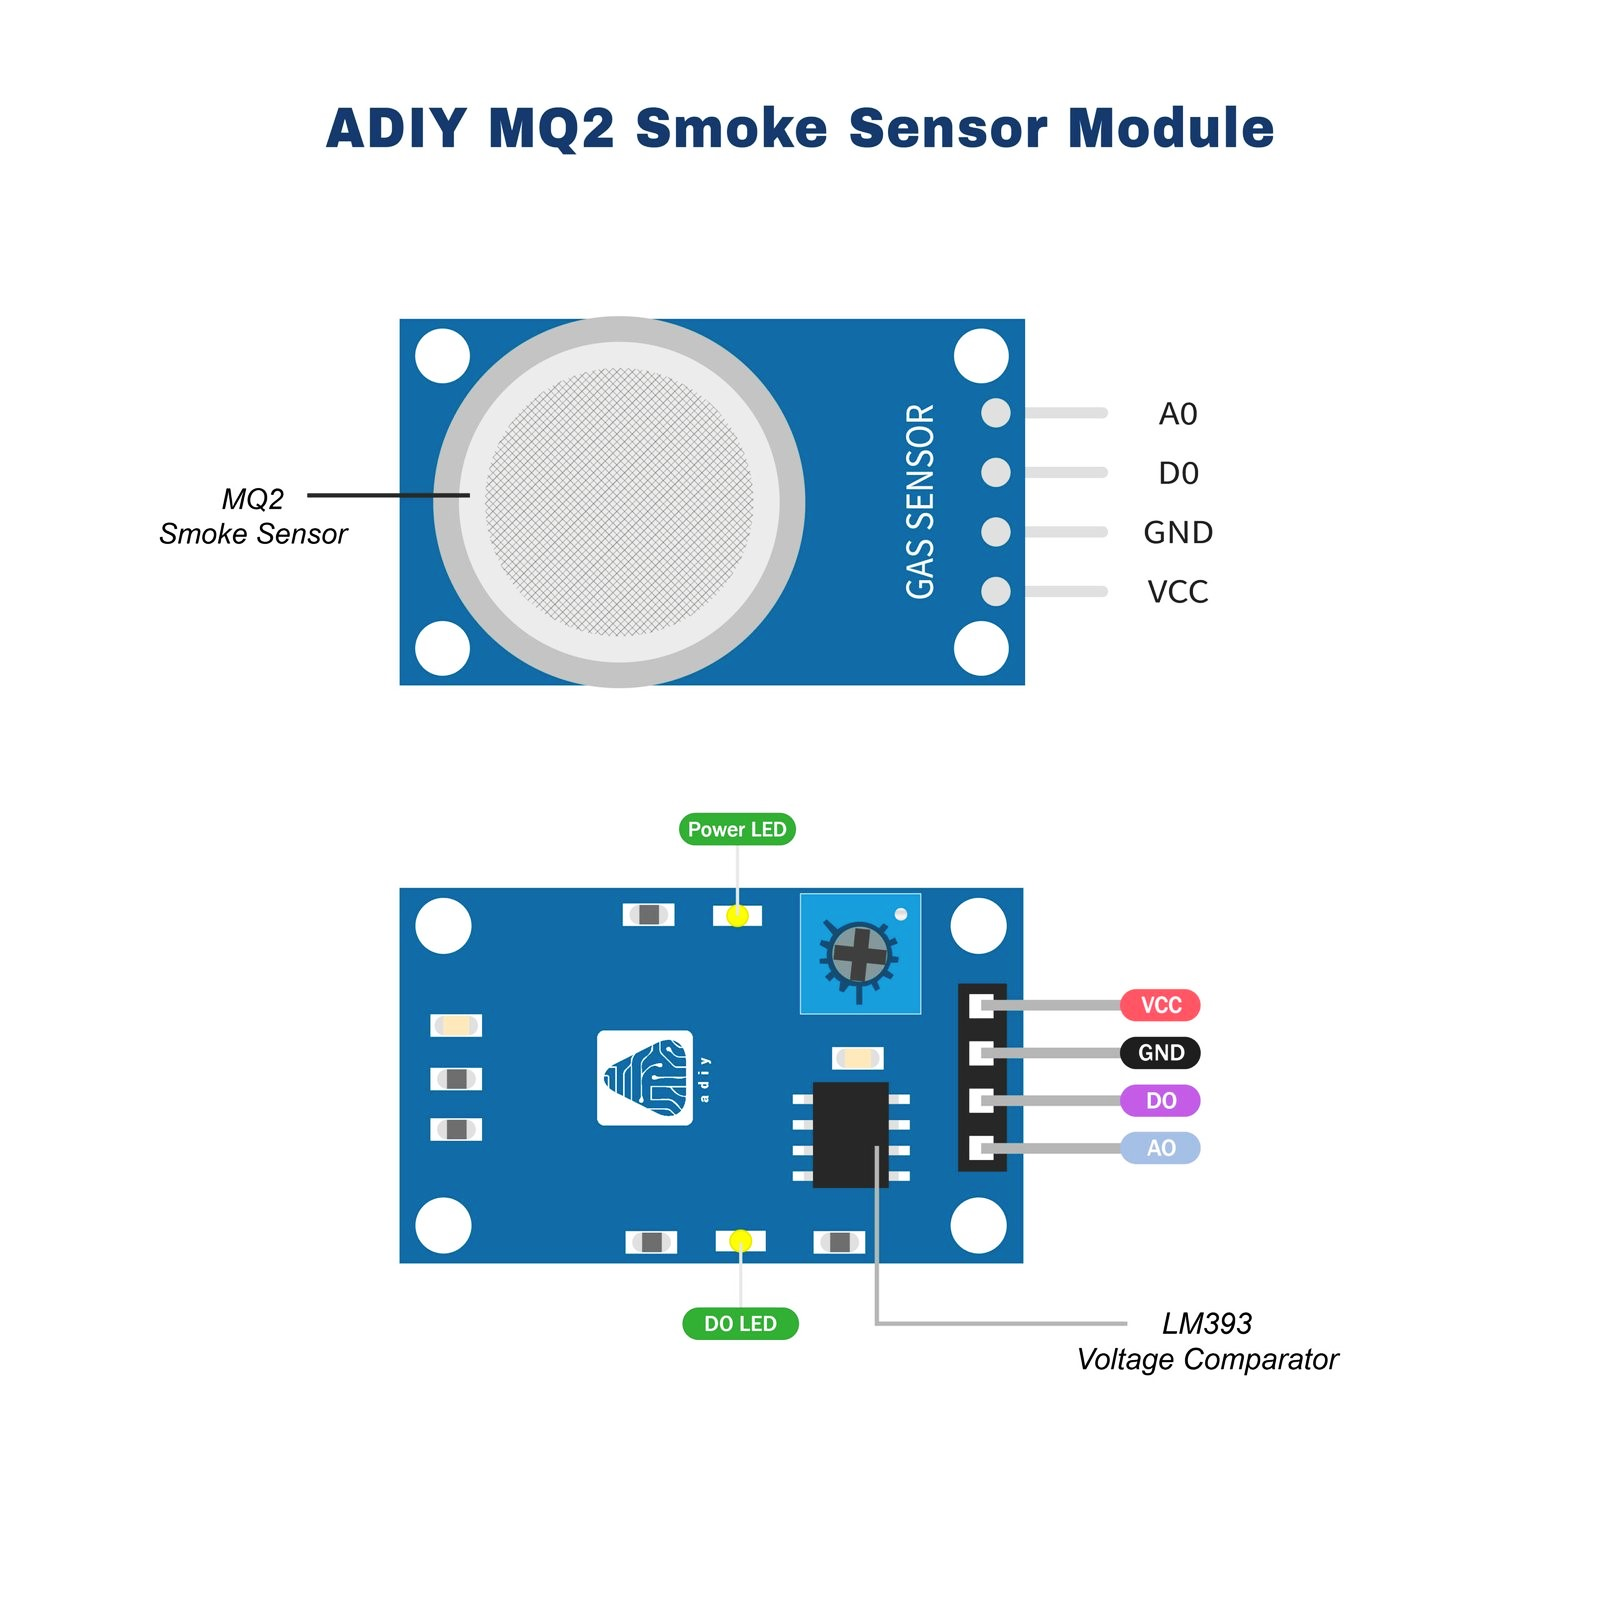 ADIY MQ2 Smoke Sensor Module
GAS SENSOR
A0
D0
GND
VCC
MQ2
Smoke Sensor
Power LED
adiy
VCC
GND
DO
AO
DO LED
LM393
Voltage Comparator